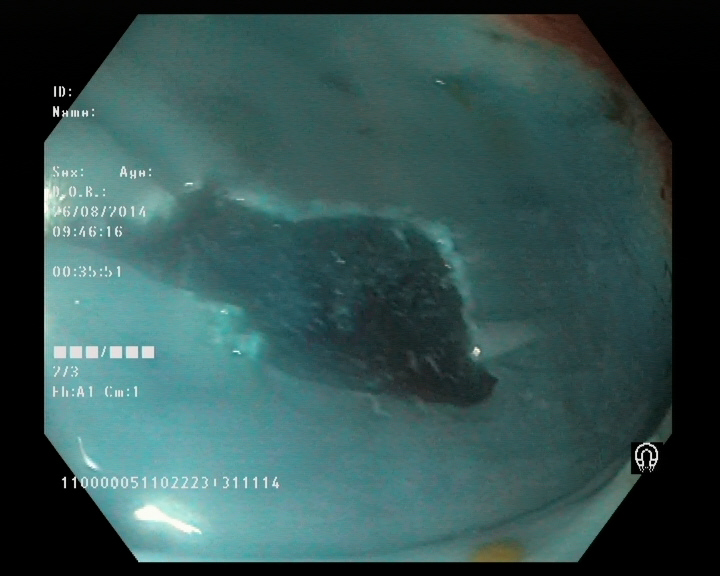 ID:
Name:
Sex: Age:
D.O.B.:
26/08/2014
09:46:16
00:35:51
■■■/■■■
2/3
Eh:A1 Cm:1